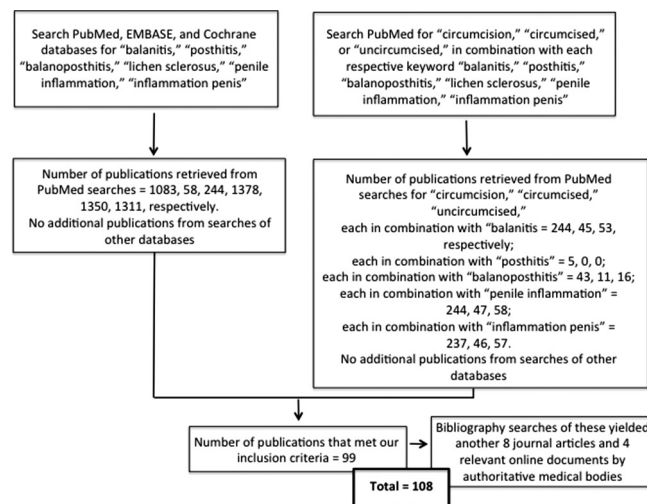 Search PubMed, EMBASE, and Cochrane
databases for “balanitis,” “posthitis,”
“balanoposthitis,” “lichen sclerosus,” “penile
inflammation,” “inflammation penis”
Search PubMed for “circumcision,” “circumcised,”
or “uncircumcised,” in combination with each
respective keyword “balanitis,” “posthitis,”
“balanoposthitis,” “lichen sclerosus,” “penile
inflammation,” “inflammation penis”
Number of publications retrieved from
PubMed searches = 1083, 58, 244, 1378,
1350, 1311, respectively.
No additional publications from searches of
other databases
Number of publications retrieved from PubMed
searches for “circumcision,” “circumcised,”
“uncircumcised,”
each in combination with “balanitis = 244, 45, 53,
respectively;
each in combination with “posthitis” = 5, 0, 0;
each in combination with “balanoposthitis” = 43, 11, 16;
each in combination with “penile inflammation” =
244, 47, 58;
each in combination with “inflammation penis” =
237, 46, 57.
No additional publications from searches of other
databases
Number of publications that met our
inclusion criteria = 99
Bibliography searches of these yielded
another 8 journal articles and 4
relevant online documents by
authoritative medical bodies
Total = 108